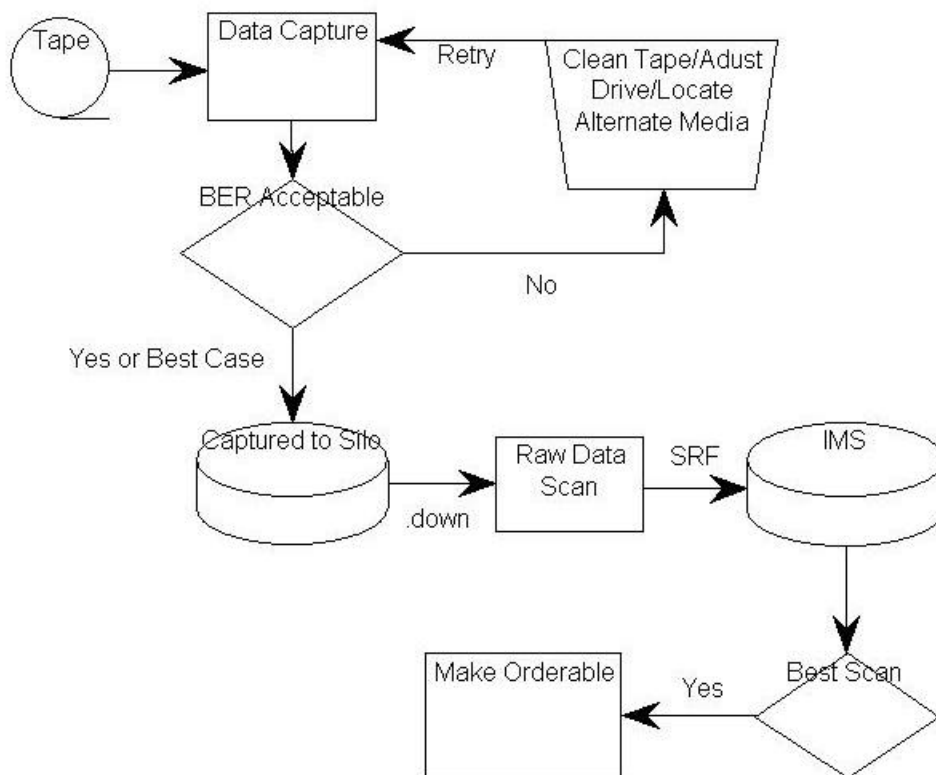 Tape
Data Capture
Retry
Clean Tape/Adust
Drive/Locate
Alternate Media
BER Acceptable
No
Yes or Best Case
Captured to Silo
.down
Raw Data
Scan
SRF
IMS
Best Scan
Yes
Make Orderable